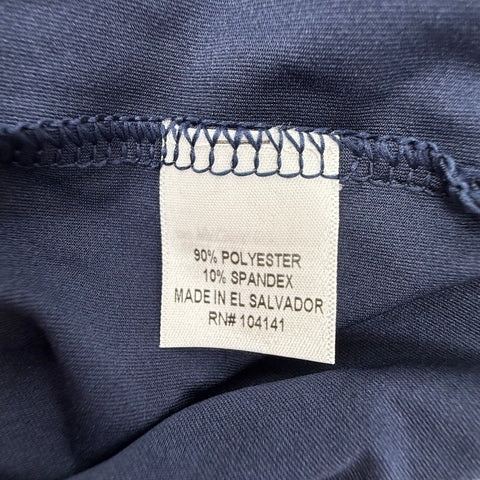 90% POLYESTER
10% SPANDEX
MADE IN EL SALVADOR
RN# 104141